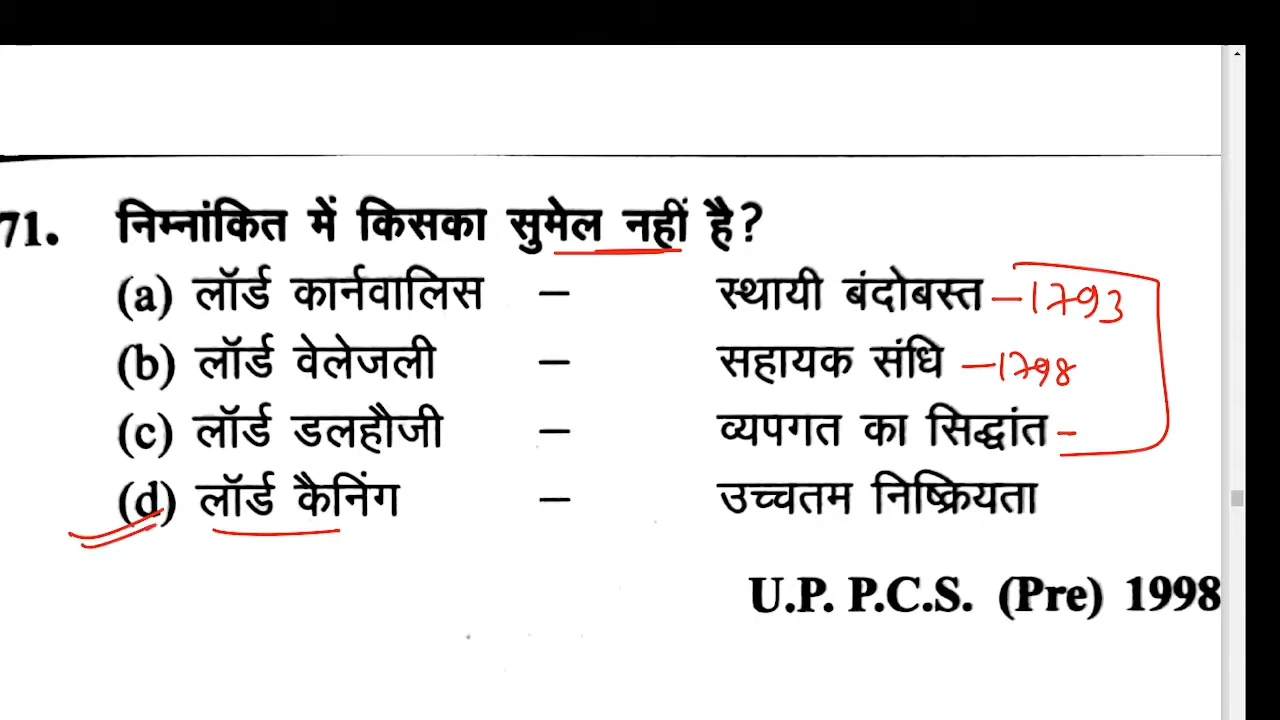 71. निम्नांकित में किसका सुमेल नहीं है?
(a) लॉर्ड कार्नवालिस – स्थायी बंदोबस्त – 1793
(b) लॉर्ड वेलेजली – सहायक संधि – 1798
(c) लॉर्ड डलहौजी – व्यपगत का सिद्धांत –
(d) लॉर्ड कैनिंग – उच्चतम निष्क्रियता
U.P. P.C.S. (Pre) 1998